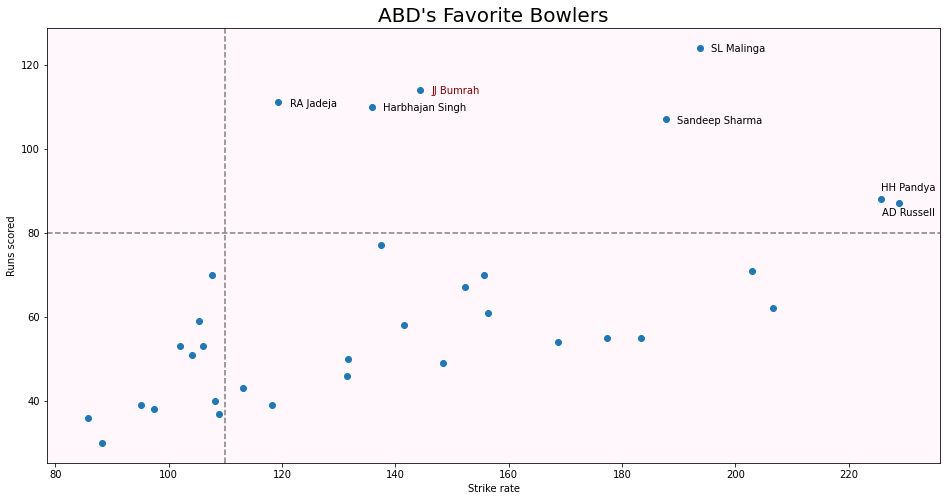 ABD's Favorite Bowlers
Runs scored
120
100
80
60
40
SL Malinga
JJ Bumrah
RA Jadeja
Harbhajan Singh
Sandeep Sharma
HH Pandya
AD Russell
80
100
120
140
160
180
200
220
Strike rate